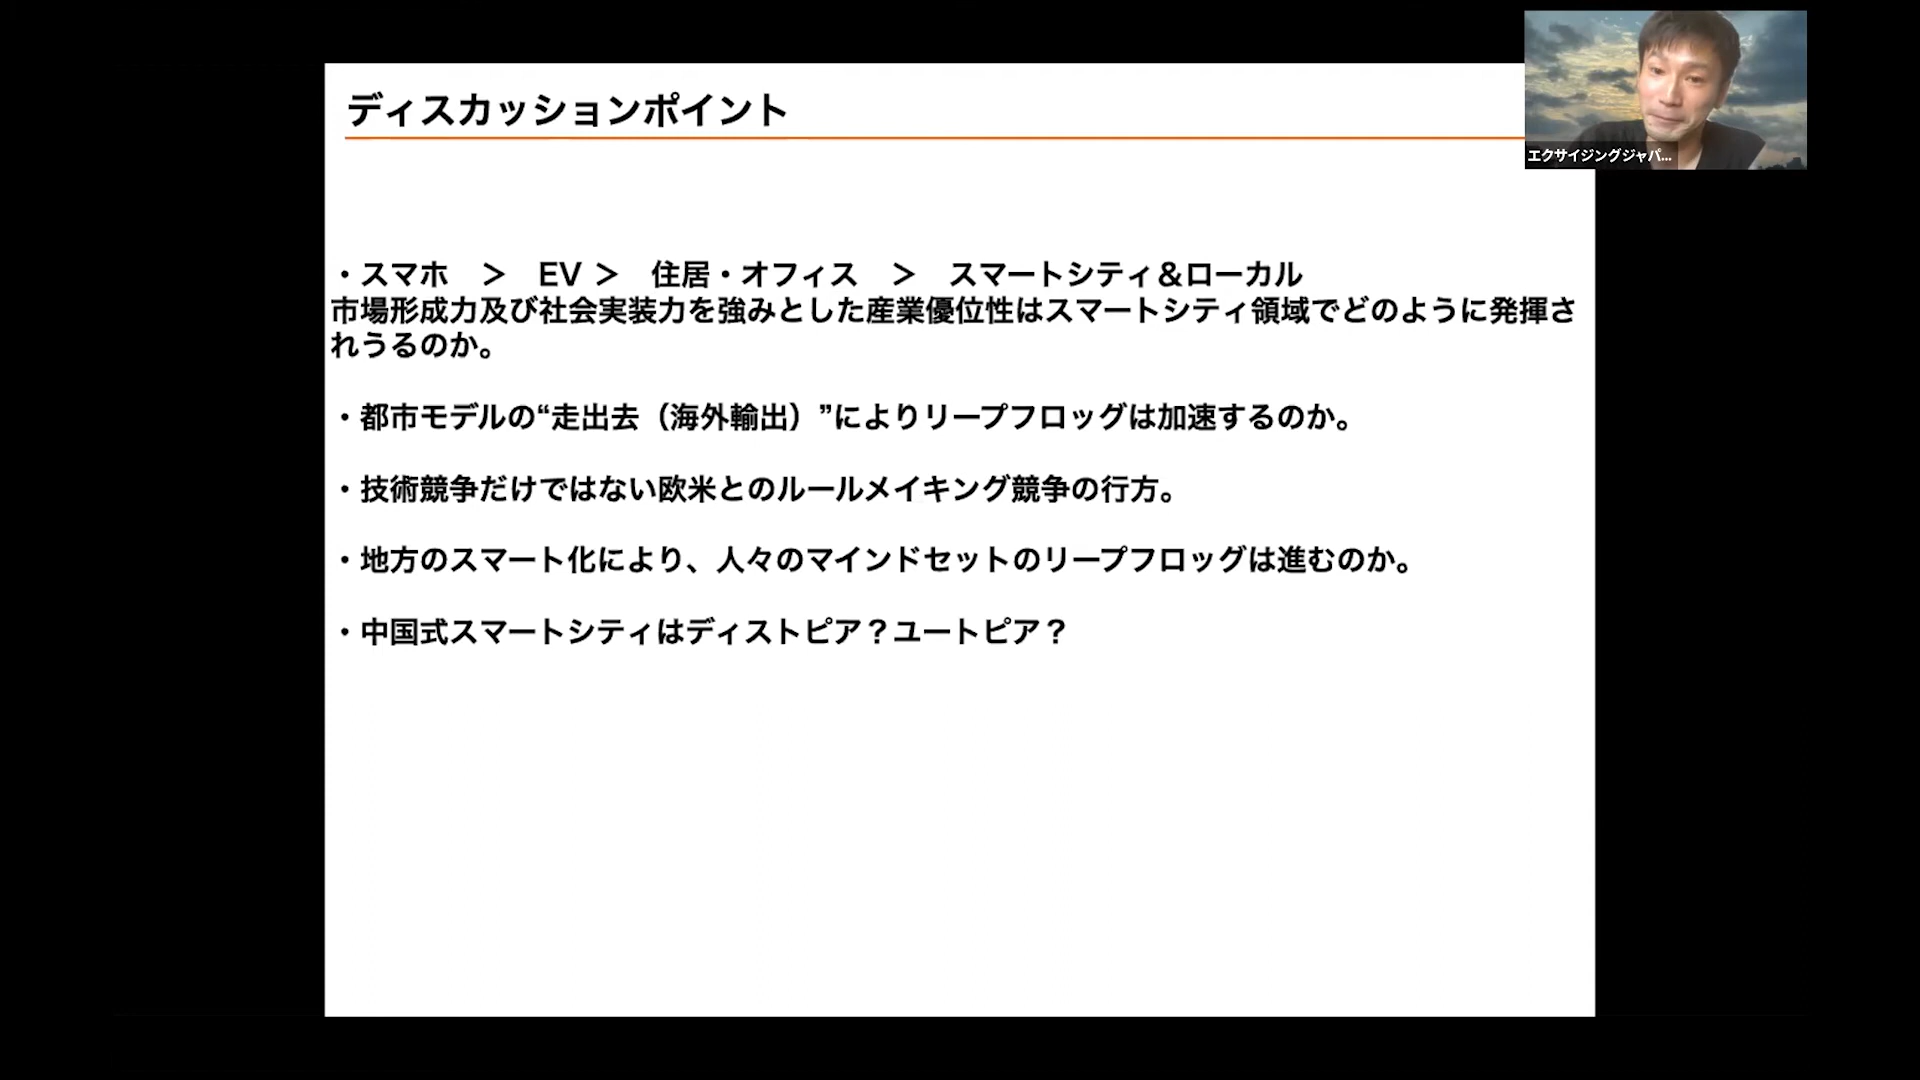 ディスカッションポイント
エクサイジングジャパ...
・スマホ　＞　EV ＞　住居・オフィス　＞　スマートシティ＆ローカル
市場形成力及び社会実装力を強みとした産業優位性はスマートシティ領域でどのように発揮さ
れうるのか。
・都市モデルの“走出去（海外輸出）”によりリープフロッグは加速するのか。
・技術競争だけではない欧米とのルールメイキング競争の行方。
・地方のスマート化により、人々のマインドセットのリープフロッグは進むのか。
・中国式スマートシティはディストピア？ユートピア？